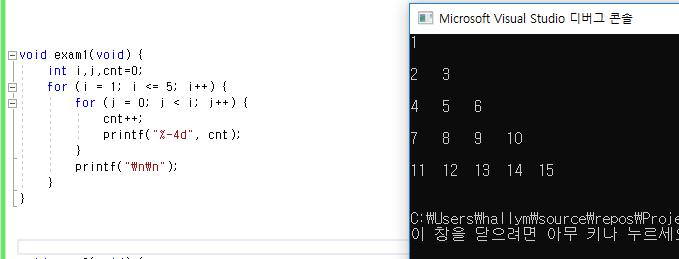 Microsoft Visual Studio 디버그 콘솔
void exam1(void) {
int i,j,cnt=0;
for (i = 1; i <= 5; i++) {
for (j = 0; j < i; j++) {
cnt++;
printf("%-4d", cnt);
}
printf("₩n₩n");
}
}
1
2 3
4 5 6
7 8 9 10
11 12 13 14 15
C:₩Users₩hallym₩source₩repos₩Proje
이 창을 닫으려면 아무 키나 누르세요